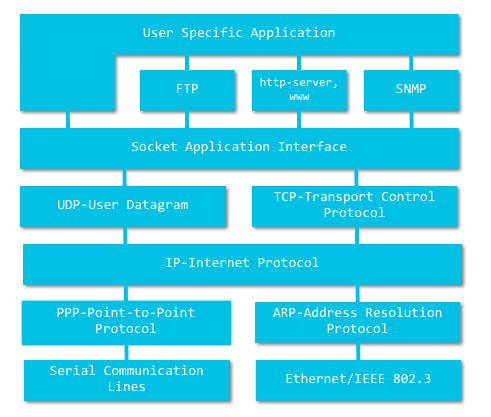 User Specific Application
FTP
http-server,
www
SNMP
Socket Application Interface
UDP-User Datagram
TCP-Transport Control
Protocol
IP-Internet Protocol
PPP-Point-to-Point
Protocol
ARP-Address Resolution
Protocol
Serial Communication
Lines
Ethernet/IEEE 802.3